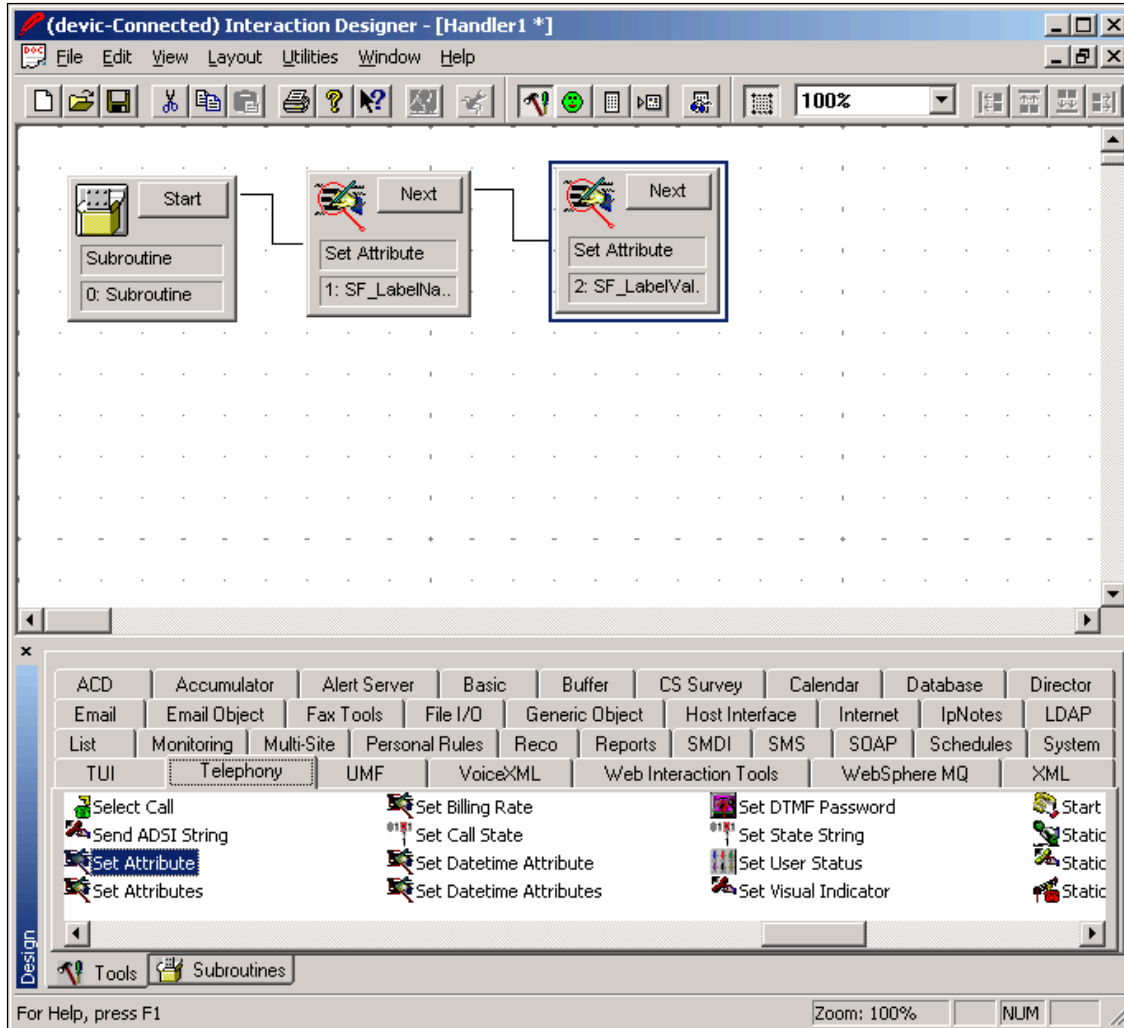 (devic-Connected) Interaction Designer - [Handler1 *]
File Edit View Layout Utilities Window Help
100%
Start Next Next
Subroutine Set Attribute Set Attribute
0: Subroutine 1: SF_LabelNa.. 2: SF_LabelVal.
ACD Accumulator Alert Server Basic Buffer CS Survey Calendar Database Director
Email Email Object Fax Tools File I/O Generic Object Host Interface Internet IpNotes LDAP
List Monitoring Multi-Site Personal Rules Reco Reports SMDI SMS SOAP Schedules System
TUI Telephony UMF VoiceXML Web Interaction Tools WebSphere MQ XML
Select Call Set Billing Rate Set DTMF Password Start
Send ADSI String Set Call State Set State String Static
Set Attribute Set Datetime Attribute Set User Status Static
Set Attributes Set Datetime Attributes Set Visual Indicator Static
Design
Tools Subroutines
For Help, press F1 Zoom: 100% NUM